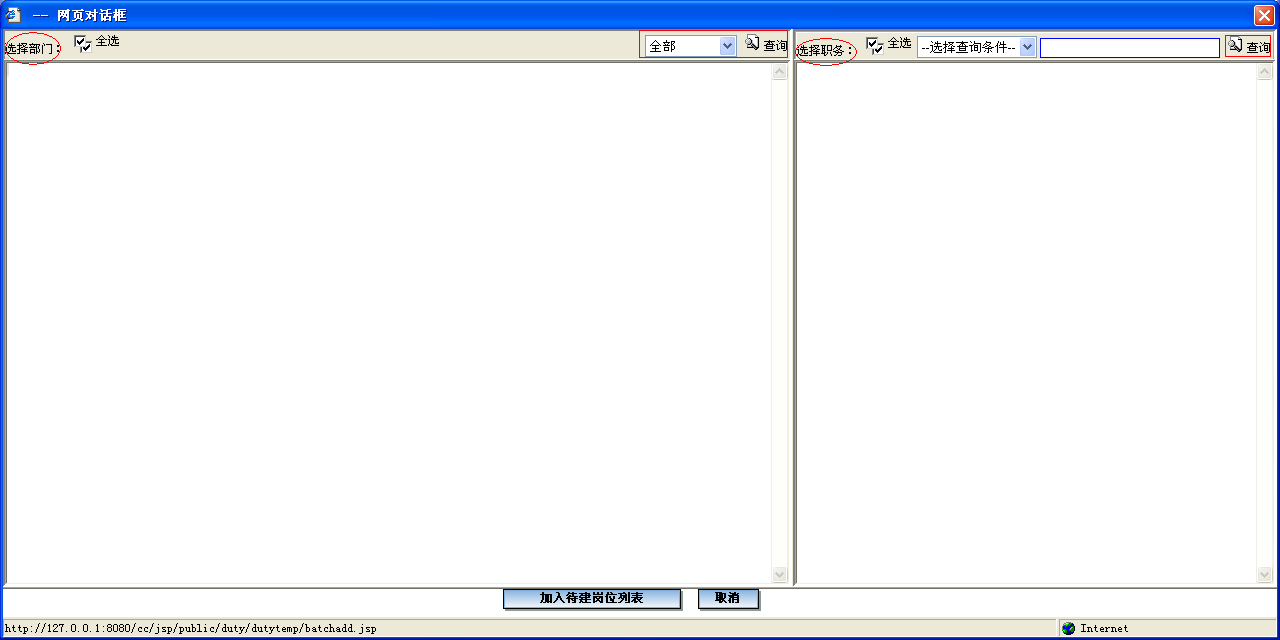 -- 网页对话框
选择部门: 全选 全部 查询
选择职务: 全选 --选择查询条件-- 查询
加入待建岗位列表 取消
http://127.0.0.1:8080/cc/jsp/public/duty/dutytemp/batchadd.jsp Internet